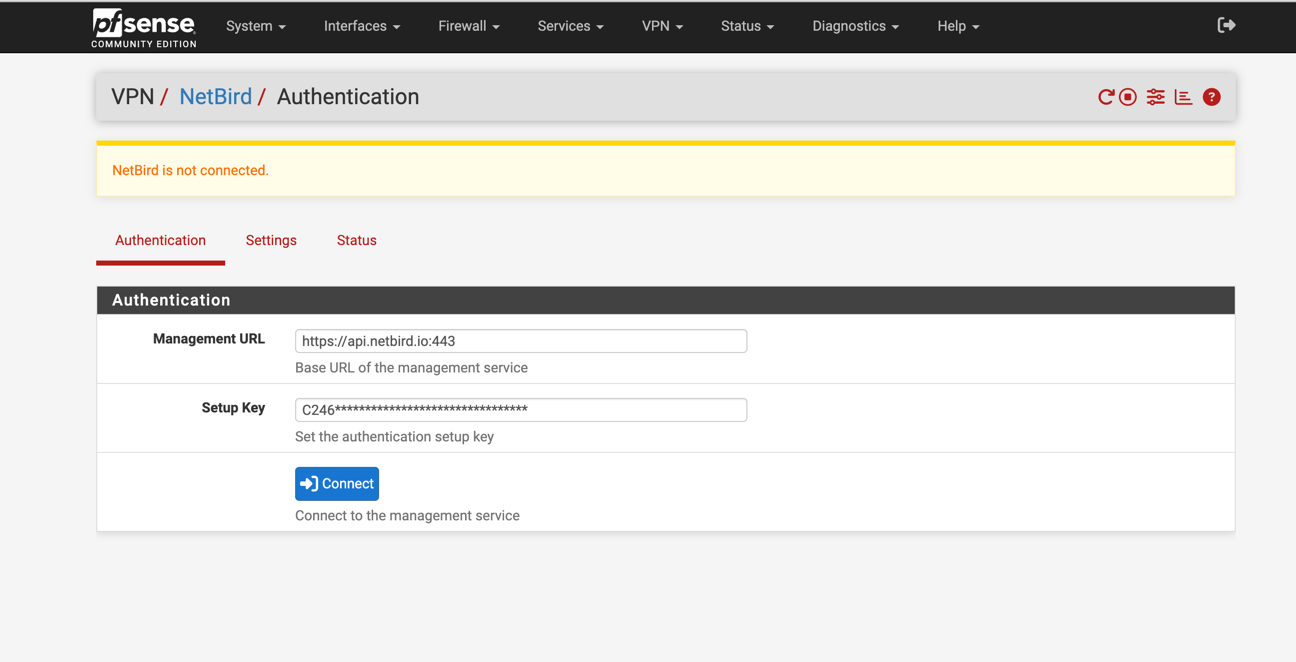 pfsense
COMMUNITY EDITION
System
Interfaces
Firewall
Services
VPN
Status
Diagnostics
Help
VPN / NetBird / Authentication
?
NetBird is not connected.
Authentication Settings Status
Authentication
Management URL
https://api.netbird.io:443
Base URL of the management service
Setup Key
C246********************************
Set the authentication setup key
Connect
Connect to the management service